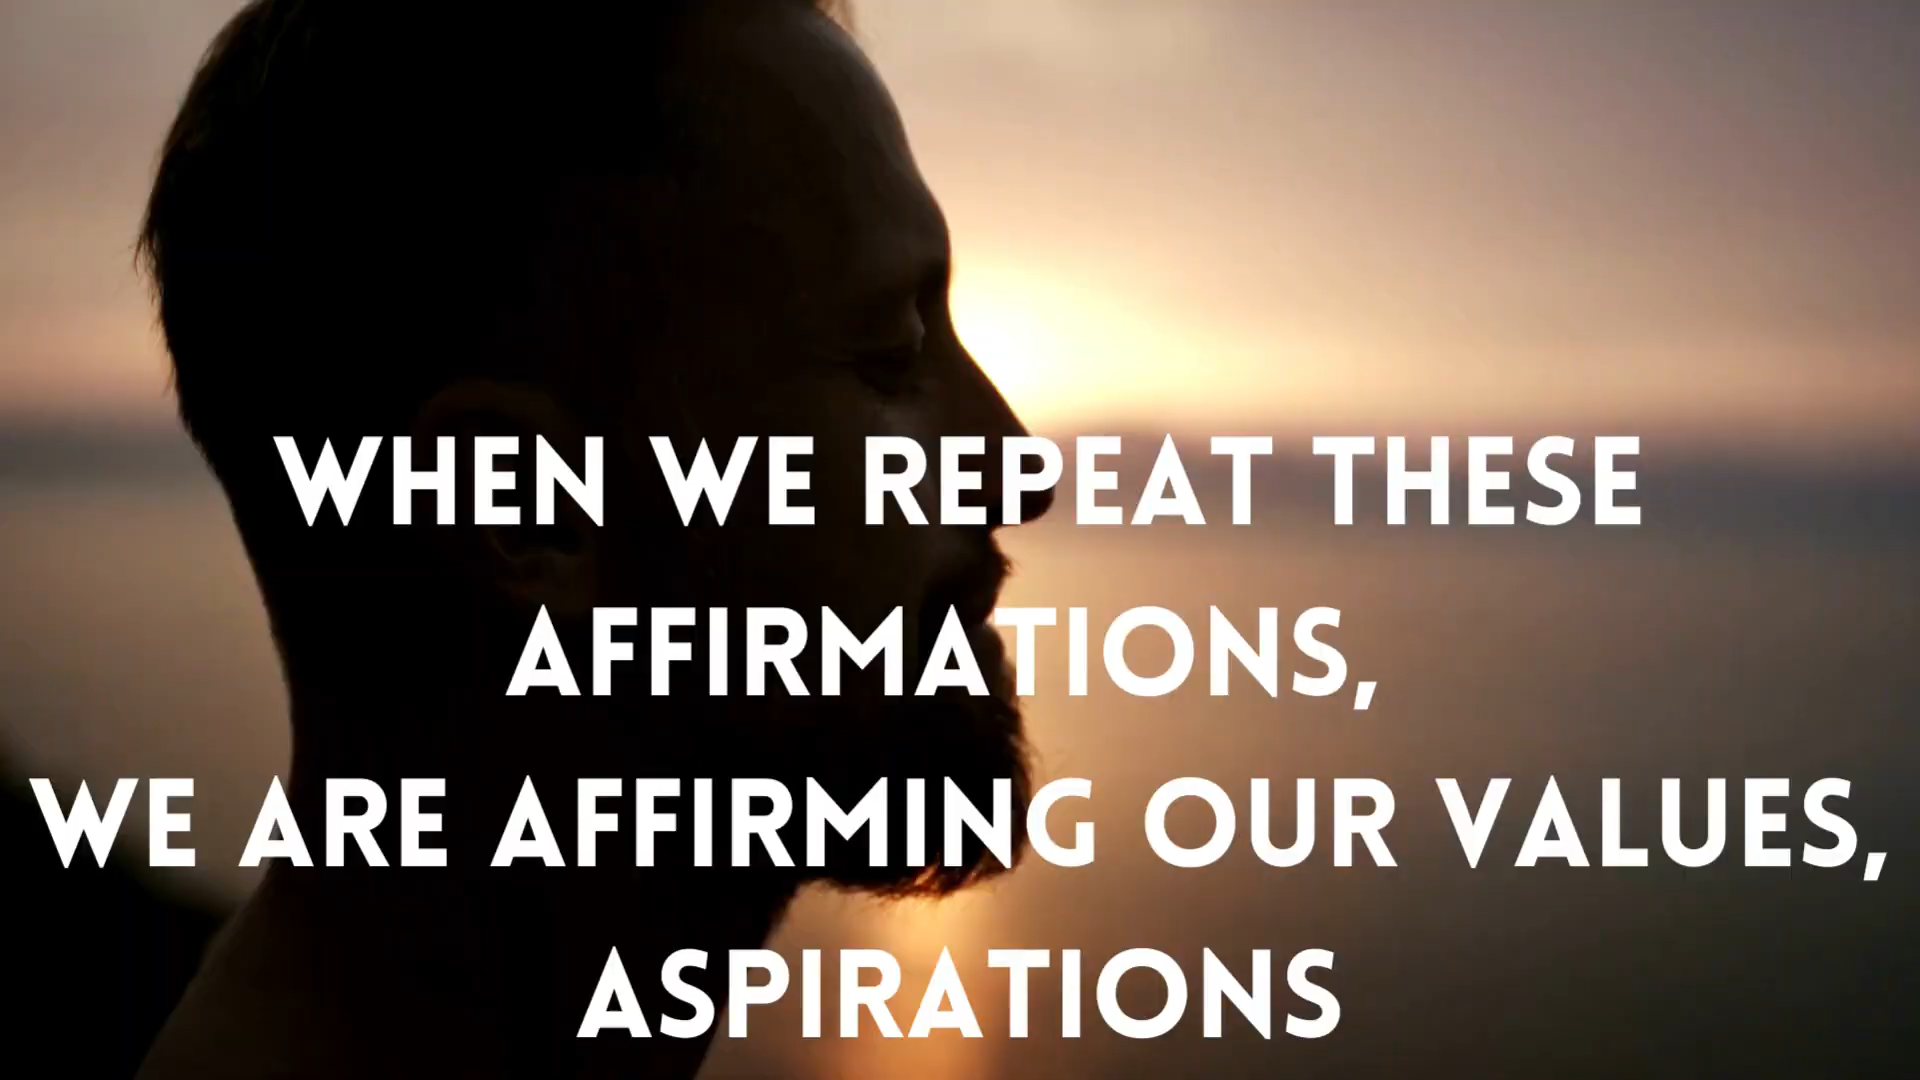 WHEN WE REPEAT THESE
AFFIRMATIONS,
WE ARE AFFIRMING OUR VALUES,
ASPIRATIONS